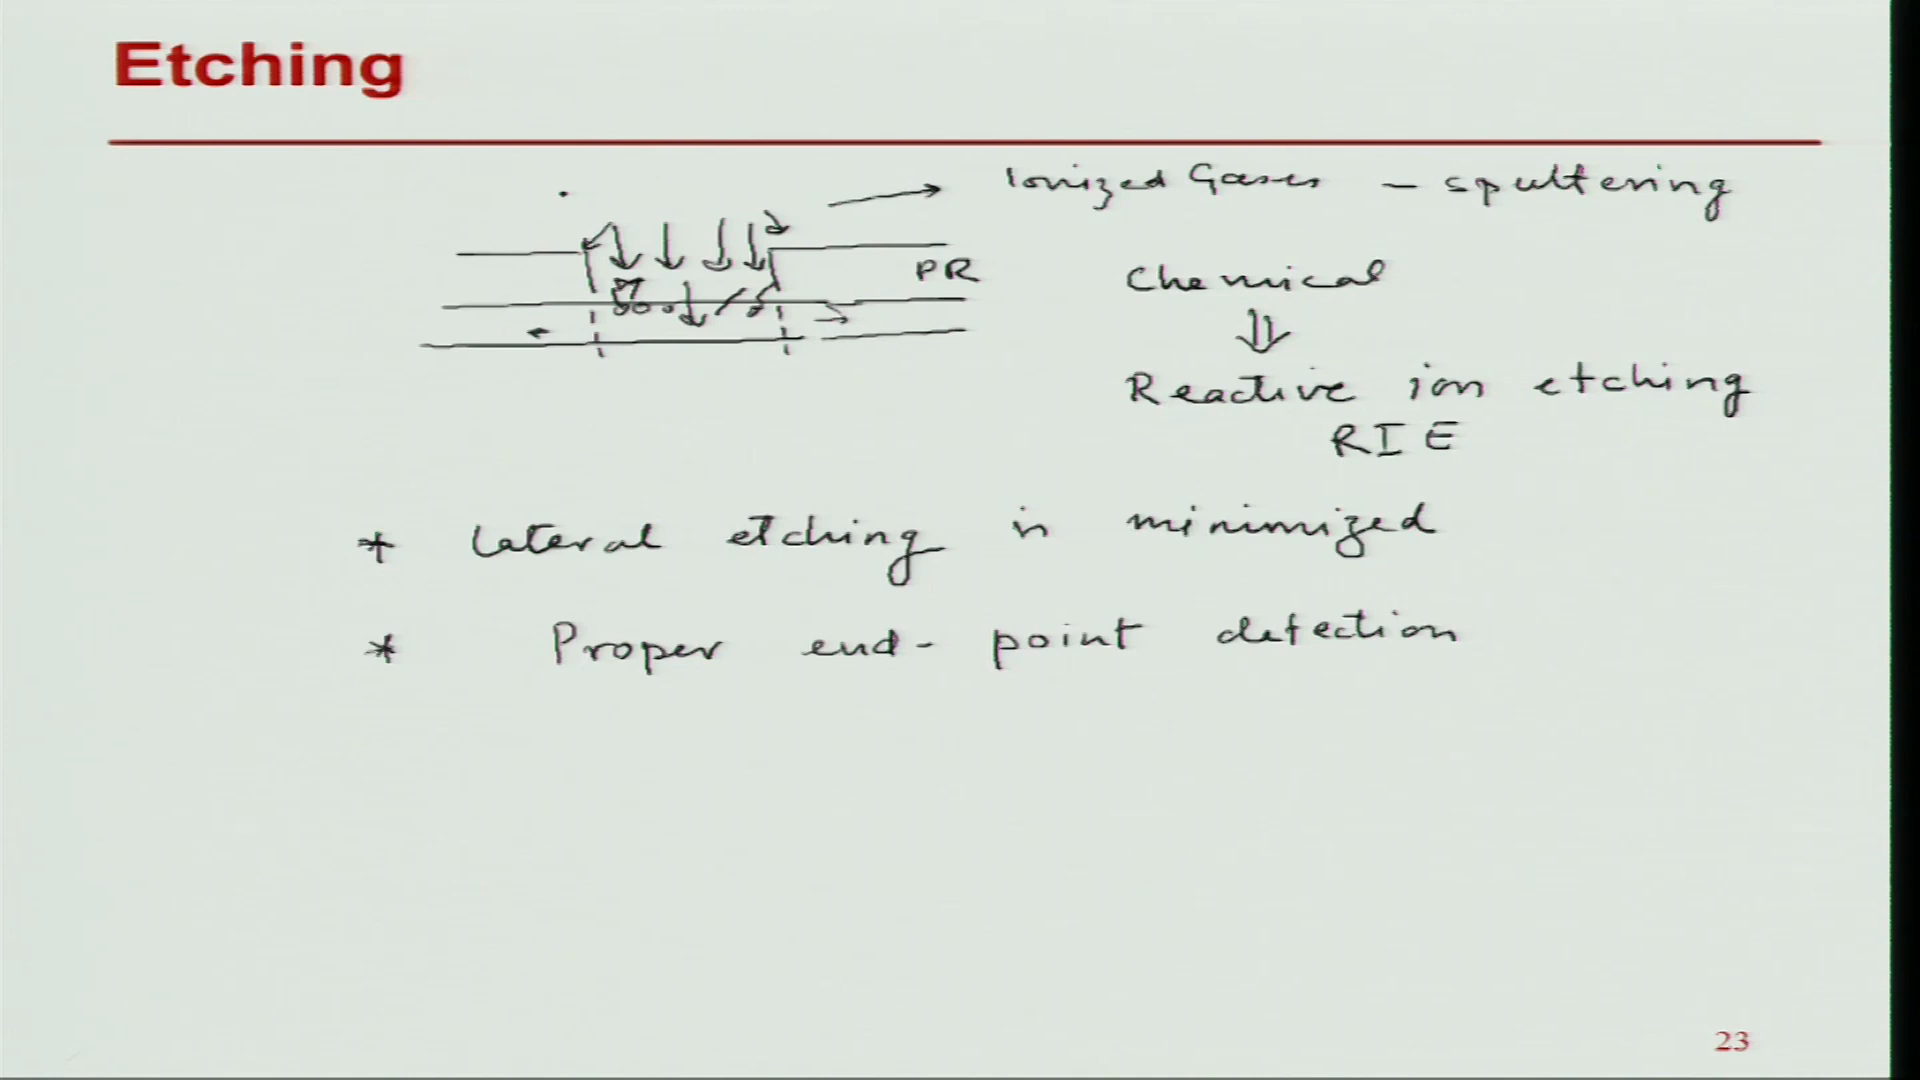 Etching
Ionized Gases - sputtering
PR
Chemical
Reactive ion etching
RIE
* Lateral etching is minimized
* Proper end-point detection
23